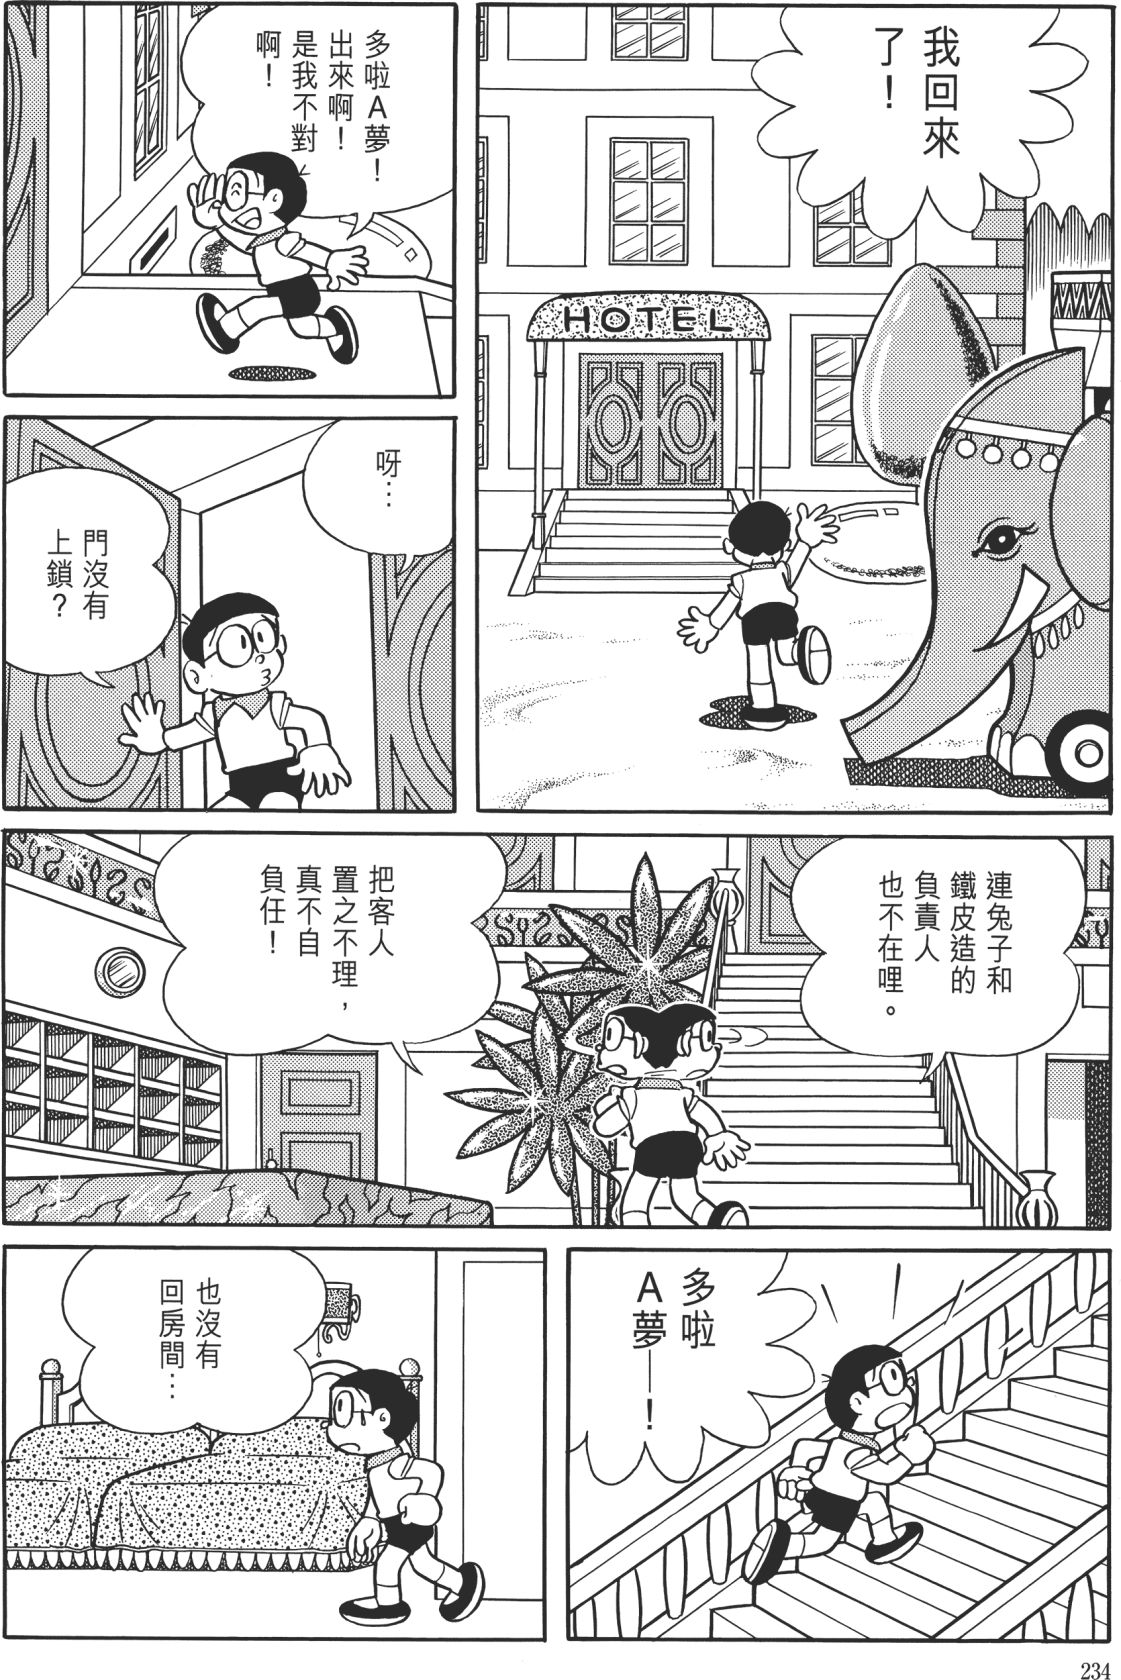 我回來
了！
HOTEL
多啦Ａ夢！
出來啊！
是我不對
啊！
呀…
門沒有
上鎖？
連兔子和
鐵皮造的
負責人
也不在哩。
把客人
置之不理，
真不自
負任！
多啦
Ａ夢——！
也沒有
回房間…
234